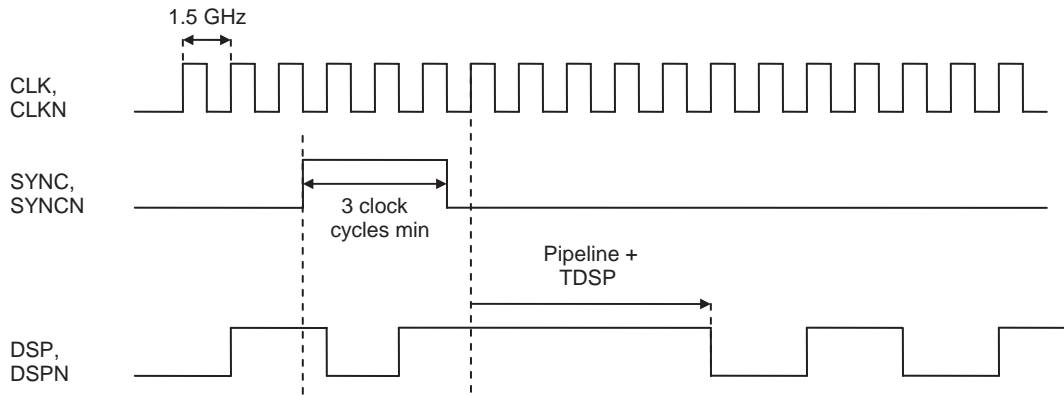 1.5 GHz
CLK,
CLKN
SYNC,
SYNCN
3 clock
cycles min
Pipeline +
TDSP
DSP,
DSPN